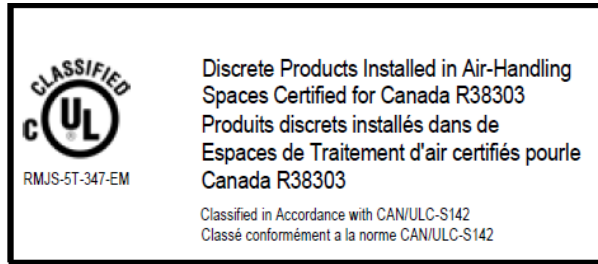 CLASSIFIED
C UL ®
RMJS-5T-347-EM
Discrete Products Installed in Air-Handling
Spaces Certified for Canada R38303
Produits discrets installés dans de
Espaces de Traitement d'air certifiés pourle
Canada R38303
Classified in Accordance with CAN/ULC-S142
Classé conformément a la norme CAN/ULC-S142